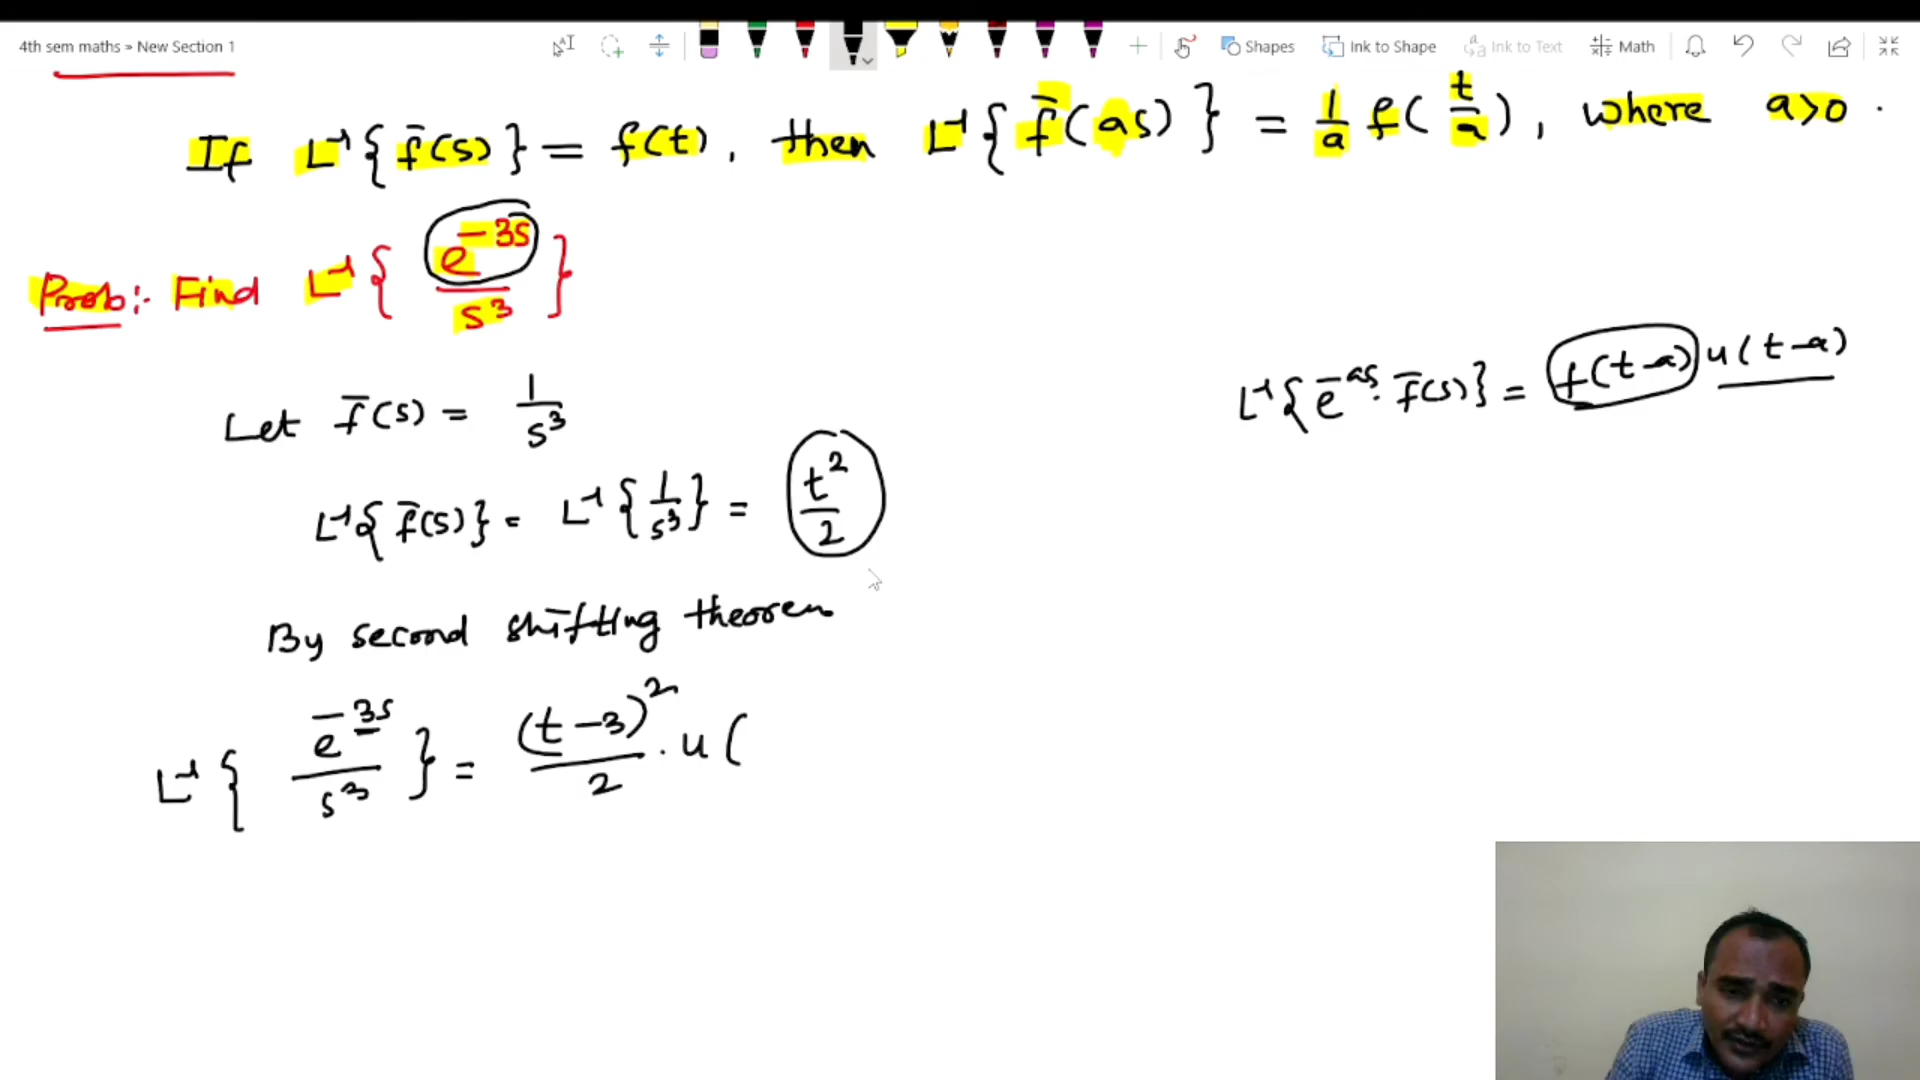 4th sem maths » New Section 1
Shapes Ink to Shape Ink to Text Math
If L⁻¹{f̄(s)} = f(t), then L⁻¹{f̄(as)} = 1/a f(t/a), where a>0.
Prob:- Find L⁻¹{e^-3s / s³}
L⁻¹{e^-as. f̄(s)} = f(t-a) u(t-a)
Let f̄(s) = 1/s³
L⁻¹{f̄(s)} = L⁻¹{1/s³} = t²/2
By second shifting theorem
L⁻¹{e^-3s / s³} = (t-3)²/2 . u(